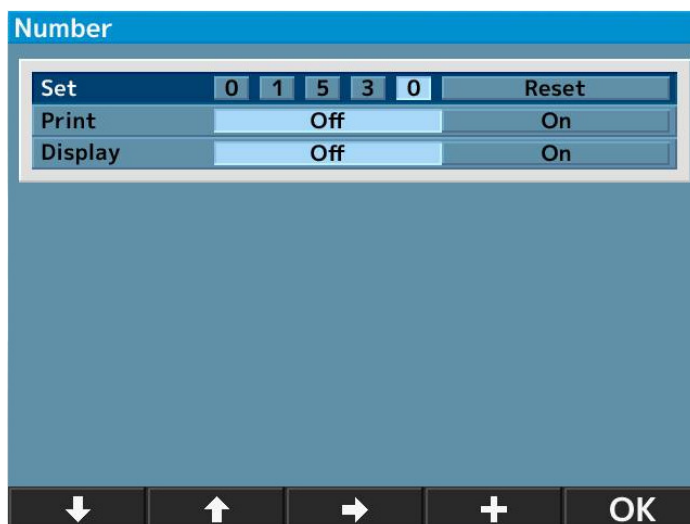 Number
Set 0 1 5 3 0 Reset
Print Off On
Display Off On
OK